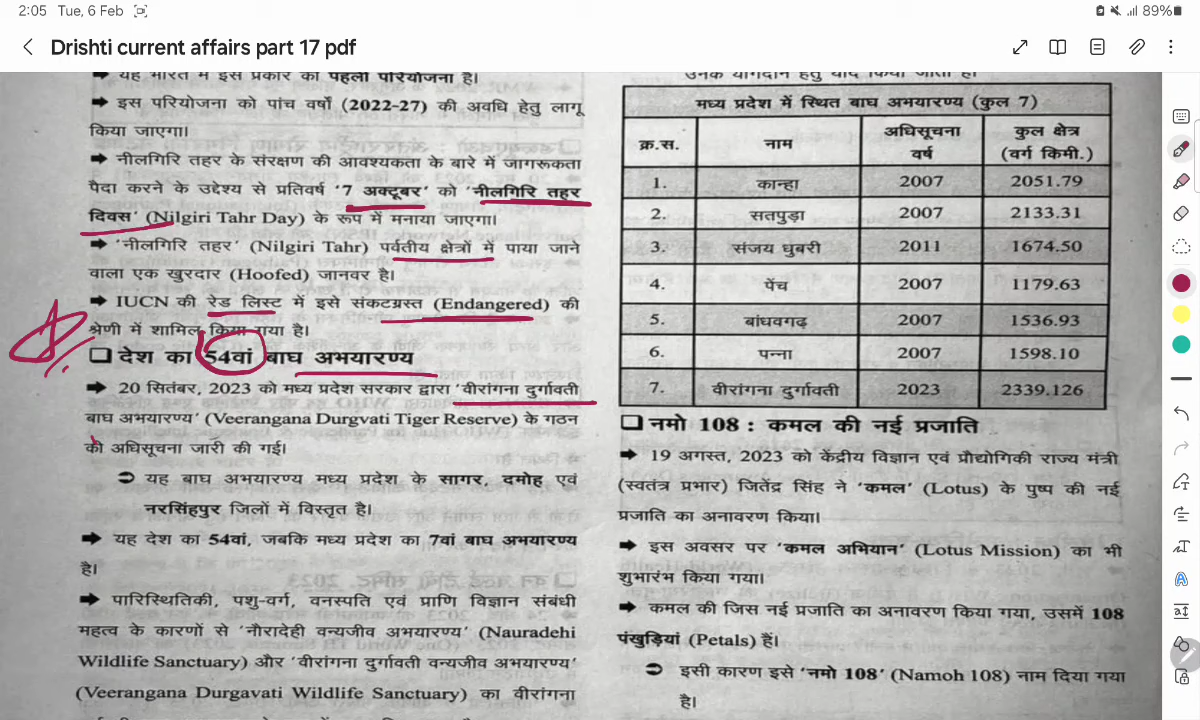 2:05 Tue, 6 Feb
89%
Drishti current affairs part 17 pdf
➡ यह भारत में इस प्रकार की पहली परियोजना है।
➡ इस परियोजना को पांच वर्षों (2022-27) की अवधि हेतु लागू
किया जाएगा।
➡ नीलगिरि तहर के संरक्षण की आवश्यकता के बारे में जागरूकता
पैदा करने के उद्देश्य से प्रतिवर्ष '7 अक्टूबर' को 'नीलगिरि तहर
दिवस' (Nilgiri Tahr Day) के रूप में मनाया जाएगा।
➡ 'नीलगिरि तहर' (Nilgiri Tahr) पर्वतीय क्षेत्रों में पाया जाने
वाला एक खुरदार (Hoofed) जानवर है।
➡ IUCN की रेड लिस्ट में इसे संकटग्रस्त (Endangered) की
श्रेणी में शामिल किया गया है।
❑ देश का 54वां बाघ अभयारण्य
➡ 20 सितंबर, 2023 को मध्य प्रदेश सरकार द्वारा 'वीरांगना दुर्गावती
बाघ अभयारण्य' (Veerangana Durgvati Tiger Reserve) के गठन
की अधिसूचना जारी की गई।
➲ यह बाघ अभयारण्य मध्य प्रदेश के सागर, दमोह एवं
नरसिंहपुर जिलों में विस्तृत है।
➡ यह देश का 54वां, जबकि मध्य प्रदेश का 7वां बाघ अभयारण्य
है।
➡ पारिस्थितिकी, पशु-वर्ग, वनस्पति एवं प्राणि विज्ञान संबंधी
महत्व के कारणों से 'नौरादेही वन्यजीव अभयारण्य' (Nauradehi
Wildlife Sanctuary) और 'वीरांगना दुर्गावती वन्यजीव अभयारण्य'
(Veerangana Durgavati Wildlife Sanctuary) का वीरांगना
उनके योगदान हेतु याद किया जाता है।
मध्य प्रदेश में स्थित बाघ अभयारण्य (कुल 7)
क्र.स. नाम अधिसूचना वर्ष कुल क्षेत्र (वर्ग किमी.)
1. कान्हा 2007 2051.79
2. सतपुड़ा 2007 2133.31
3. संजय धुबरी 2011 1674.50
4. पेंच 2007 1179.63
5. बांधवगढ़ 2007 1536.93
6. पन्ना 2007 1598.10
7. वीरांगना दुर्गावती 2023 2339.126
❑ नमो 108 : कमल की नई प्रजाति
➡ 19 अगस्त, 2023 को केंद्रीय विज्ञान एवं प्रौद्योगिकी राज्य मंत्री
(स्वतंत्र प्रभार) जितेंद्र सिंह ने 'कमल' (Lotus) के पुष्प की नई
प्रजाति का अनावरण किया।
➡ इस अवसर पर 'कमल अभियान' (Lotus Mission) का भी
शुभारंभ किया गया।
➡ कमल की जिस नई प्रजाति का अनावरण किया गया, उसमें 108
पंखुड़ियां (Petals) हैं।
➲ इसी कारण इसे 'नमो 108' (Namoh 108) नाम दिया गया
है।